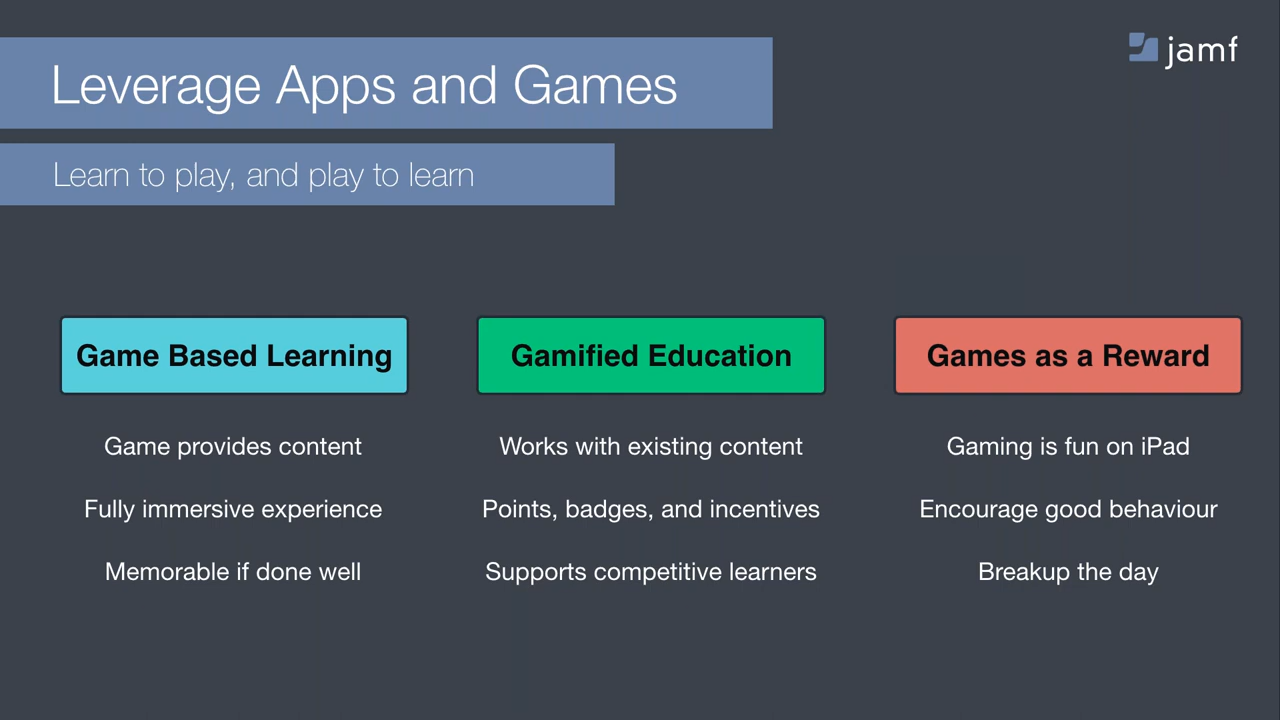 jamf
Leverage Apps and Games
Learn to play, and play to learn
Game Based Learning
Game provides content
Fully immersive experience
Memorable if done well
Gamified Education
Works with existing content
Points, badges, and incentives
Supports competitive learners
Games as a Reward
Gaming is fun on iPad
Encourage good behaviour
Breakup the day